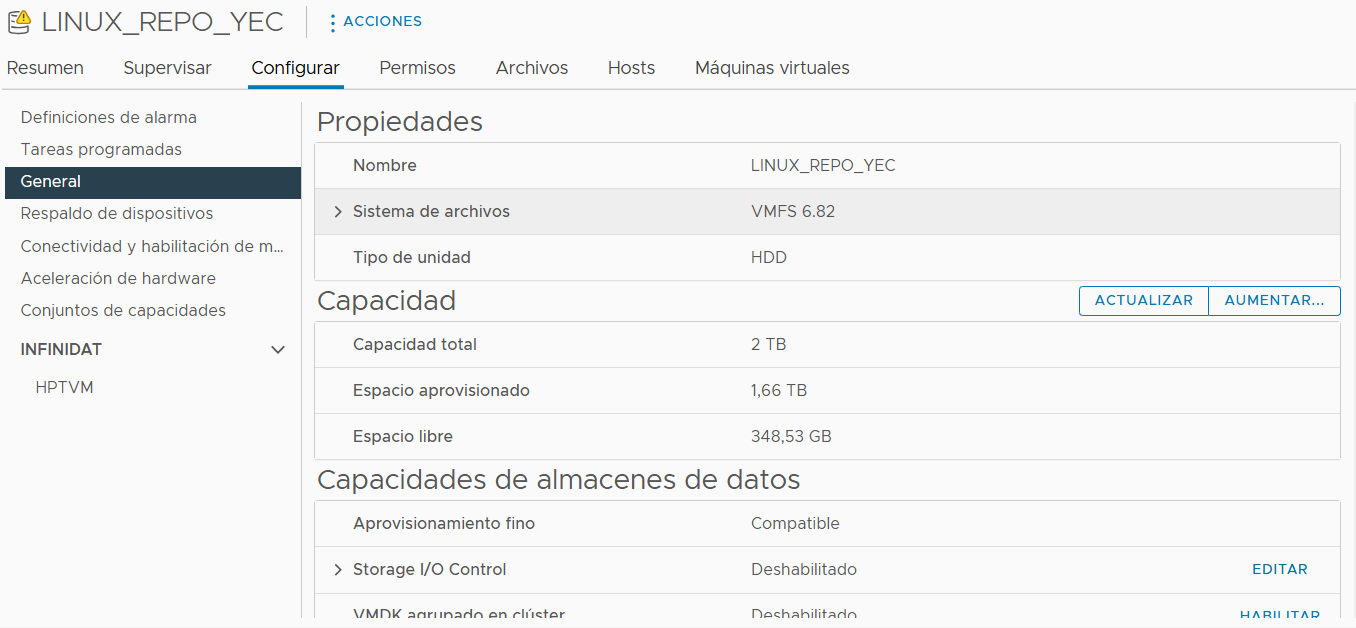 LINUX_REPO_YEC
ACCIONES
Resumen Supervisar Configurar Permisos Archivos Hosts Máquinas virtuales
Definiciones de alarma
Tareas programadas
General
Respaldo de dispositivos
Conectividad y habilitación de m...
Aceleración de hardware
Conjuntos de capacidades
INFINIDAT
HPTVM
Propiedades
Nombre LINUX_REPO_YEC
Sistema de archivos VMFS 6.82
Tipo de unidad HDD
Capacidad ACTUALIZAR AUMENTAR...
Capacidad total 2 TB
Espacio aprovisionado 1,66 TB
Espacio libre 348,53 GB
Capacidades de almacenes de datos
Aprovisionamiento fino Compatible
Storage I/O Control Deshabilitado EDITAR
VMDK agrupado en clúster Deshabilitado HABILITAR